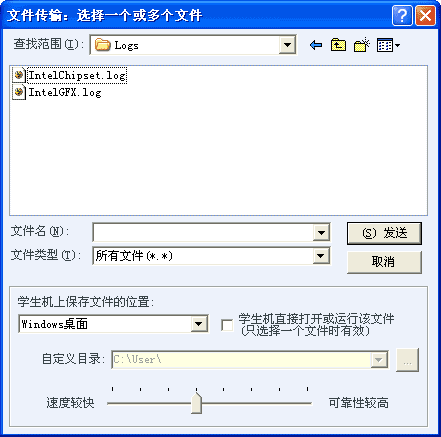 文件传输: 选择一个或多个文件
查找范围(I):
Logs
IntelChipset.log
IntelGFX.log
文件名(N):
(S) 发送
文件类型(T):
所有文件(*.*)
取消
学生机上保存文件的位置:
Windows桌面
学生机直接打开或运行该文件
(只选择一个文件时有效)
自定义目录:
C:\User\
...
速度较快
可靠性较高